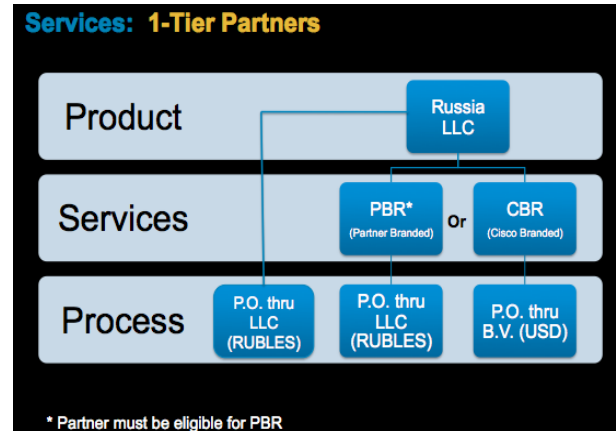 Services: 1-Tier Partners
Product
Russia
LLC
Services
PBR*
(Partner Branded)
Or
CBR
(Cisco Branded)
Process
P.O. thru
LLC
(RUBLES)
P.O. thru
LLC
(RUBLES)
P.O. thru
B.V. (USD)
* Partner must be eligible for PBR